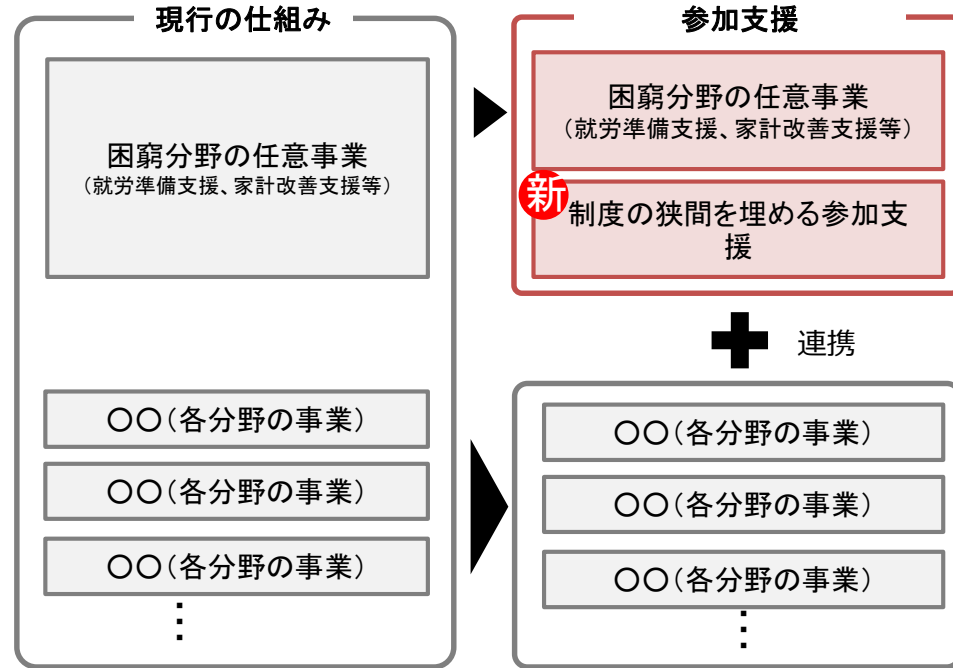 現行の仕組み
困窮分野の任意事業
（就労準備支援、家計改善支援等）
〇〇（各分野の事業）
〇〇（各分野の事業）
〇〇（各分野の事業）
⋮
参加支援
困窮分野の任意事業
（就労準備支援、家計改善支援等）
新
制度の狭間を埋める参加支
援
連携
〇〇（各分野の事業）
〇〇（各分野の事業）
〇〇（各分野の事業）
⋮